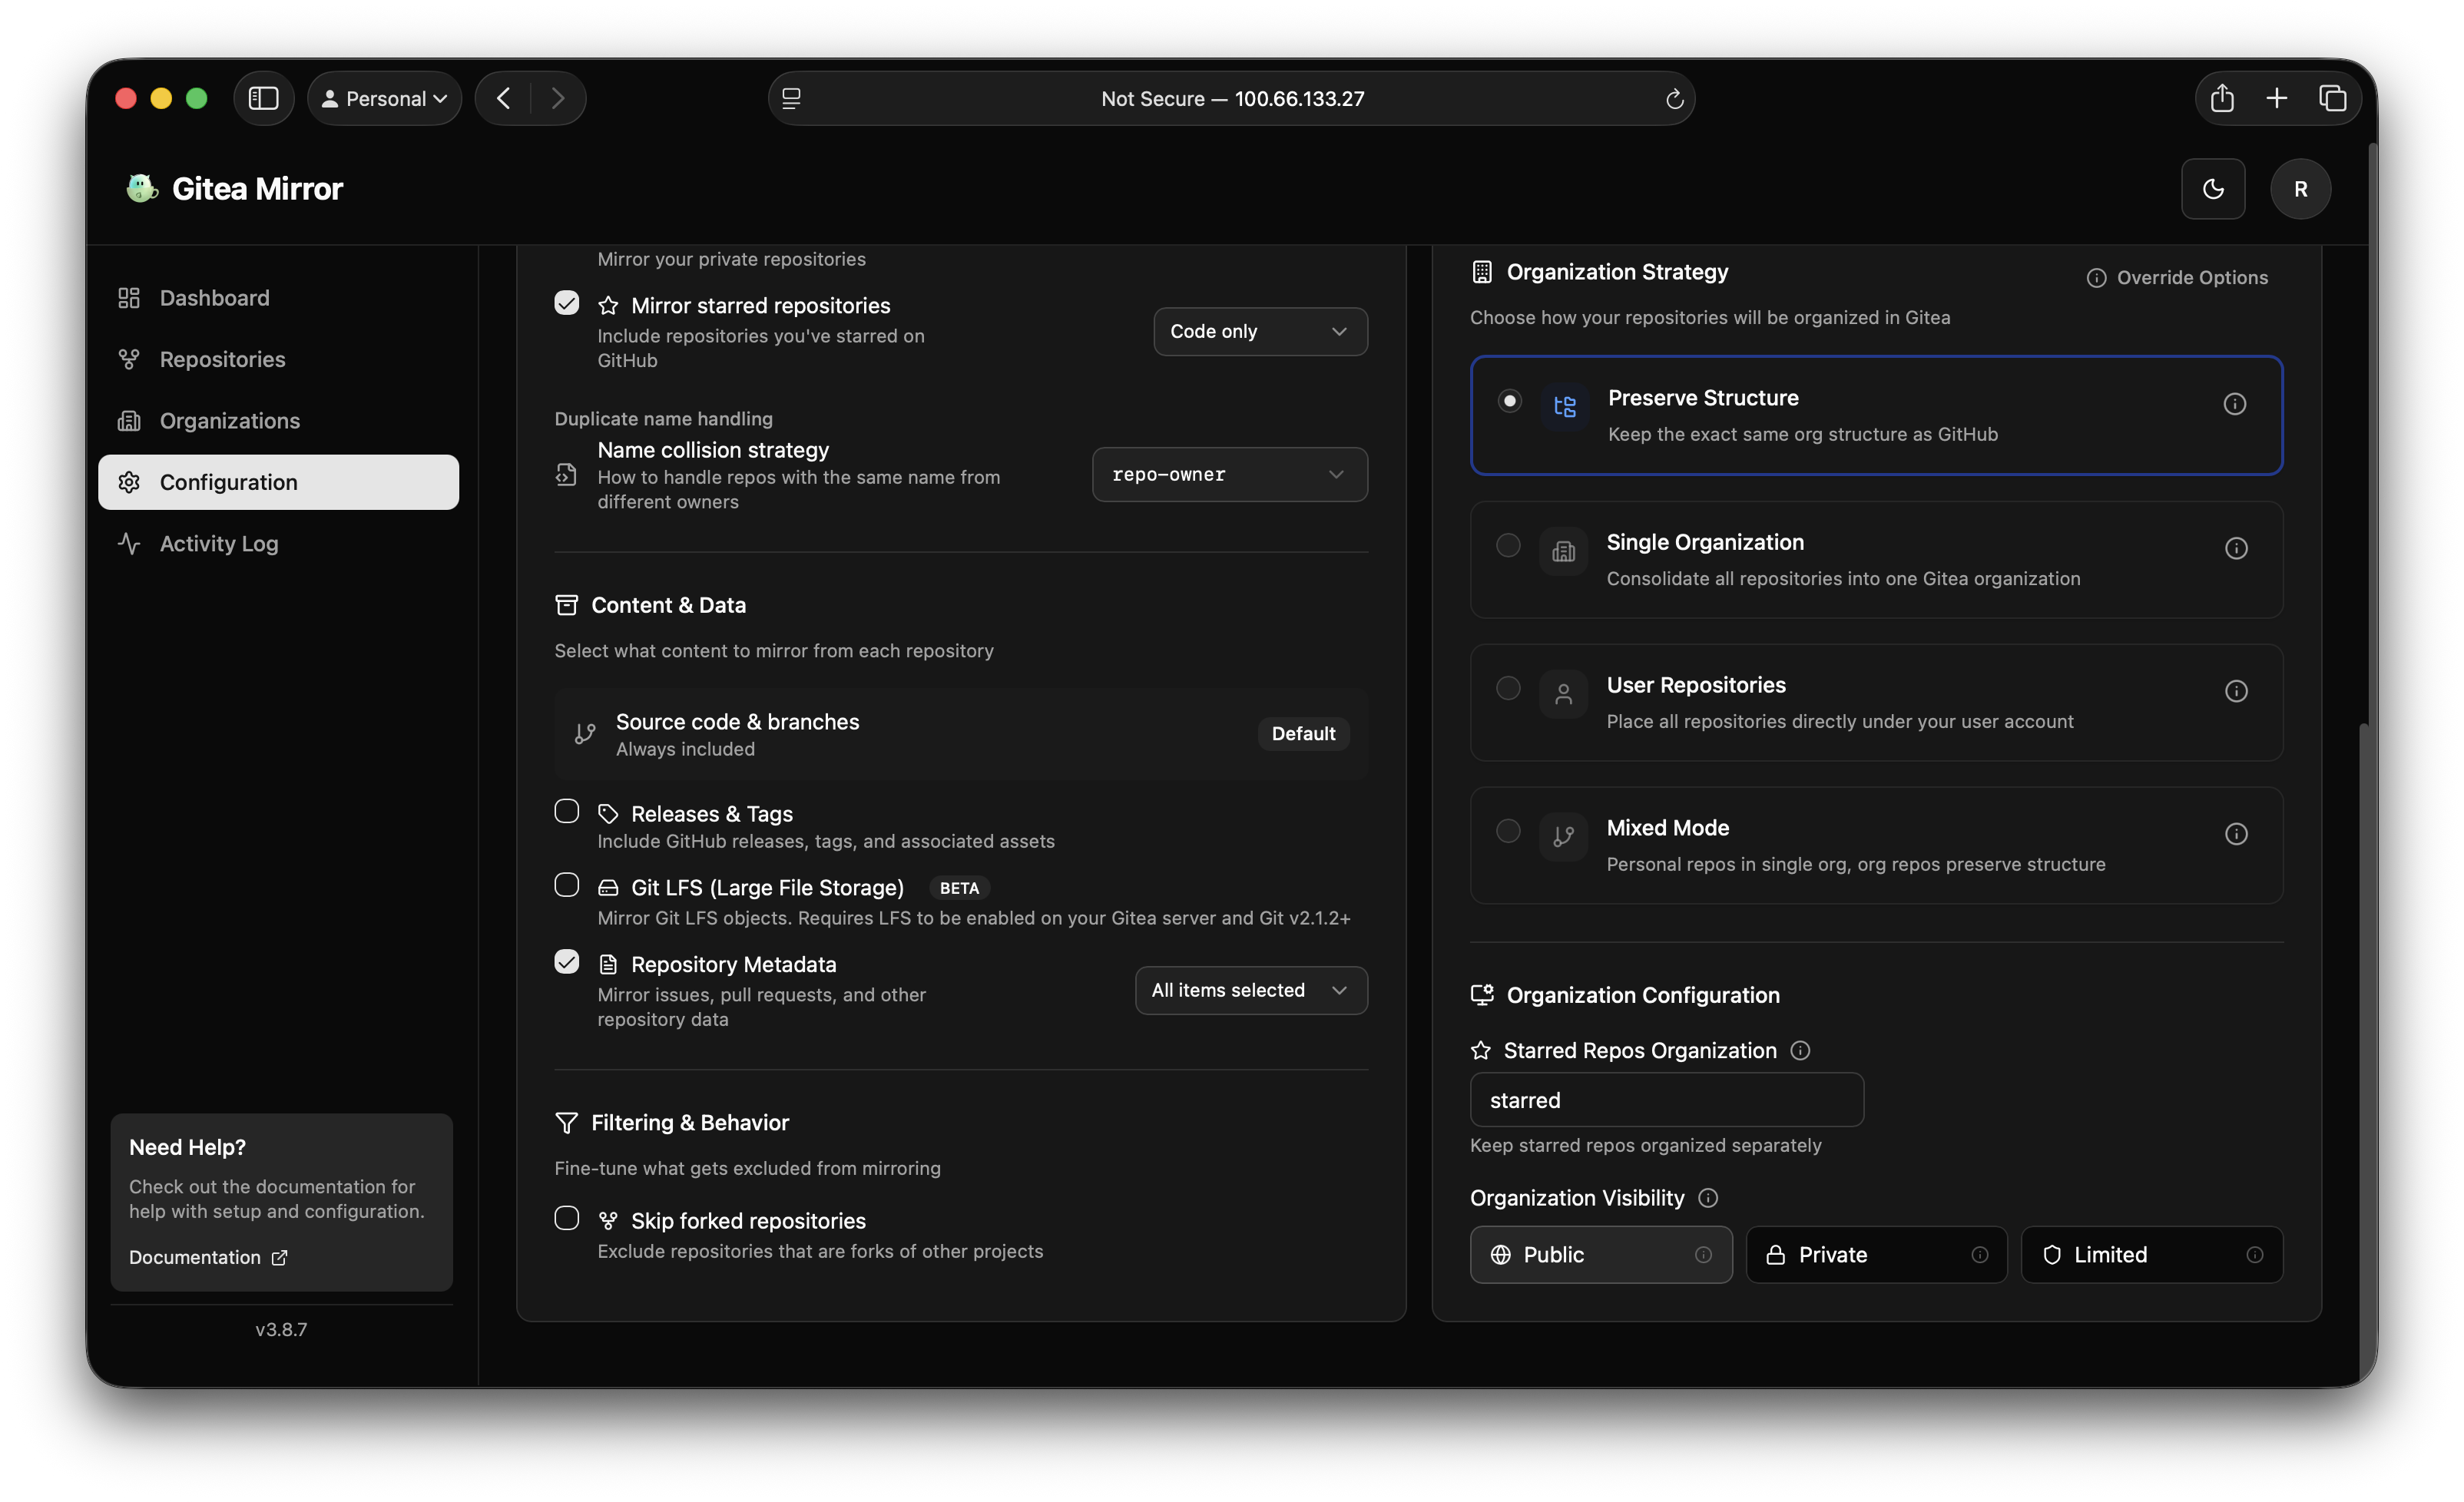 Personal
Not Secure — 100.66.133.27
Gitea Mirror
R
Dashboard
Repositories
Organizations
Configuration
Activity Log
Need Help?
Check out the documentation for
help with setup and configuration.
Documentation
v3.8.7
Mirror your private repositories
Mirror starred repositories
Include repositories you've starred on
GitHub
Code only
Duplicate name handling
Name collision strategy
How to handle repos with the same name from
different owners
repo-owner
Content & Data
Select what content to mirror from each repository
Source code & branches
Always included
Default
Releases & Tags
Include GitHub releases, tags, and associated assets
Git LFS (Large File Storage) BETA
Mirror Git LFS objects. Requires LFS to be enabled on your Gitea server and Git v2.1.2+
Repository Metadata
Mirror issues, pull requests, and other
repository data
All items selected
Filtering & Behavior
Fine-tune what gets excluded from mirroring
Skip forked repositories
Exclude repositories that are forks of other projects
Organization Strategy
Override Options
Choose how your repositories will be organized in Gitea
Preserve Structure
Keep the exact same org structure as GitHub
Single Organization
Consolidate all repositories into one Gitea organization
User Repositories
Place all repositories directly under your user account
Mixed Mode
Personal repos in single org, org repos preserve structure
Organization Configuration
Starred Repos Organization
starred
Keep starred repos organized separately
Organization Visibility
Public
Private
Limited